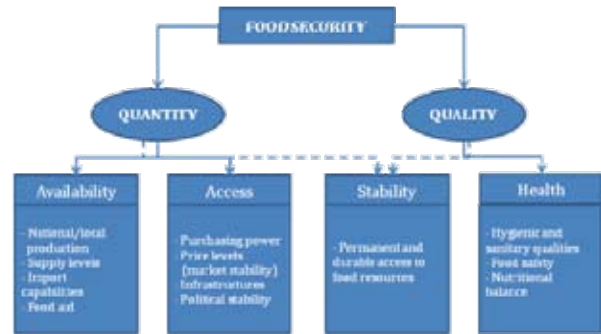 FOOD SECURITY
QUANTITY
QUALITY
Availability
- National/local
production
- Supply levels
- Import
capabilities
- Food aid
Access
- Purchasing power
- Price levels
(market stability)
Infrastructures
- Political stability
Stability
- Permanent and
durable access to
food resources
Health
- Hygienic and
sanitary qualities
- Food safety
- Nutritional
balance